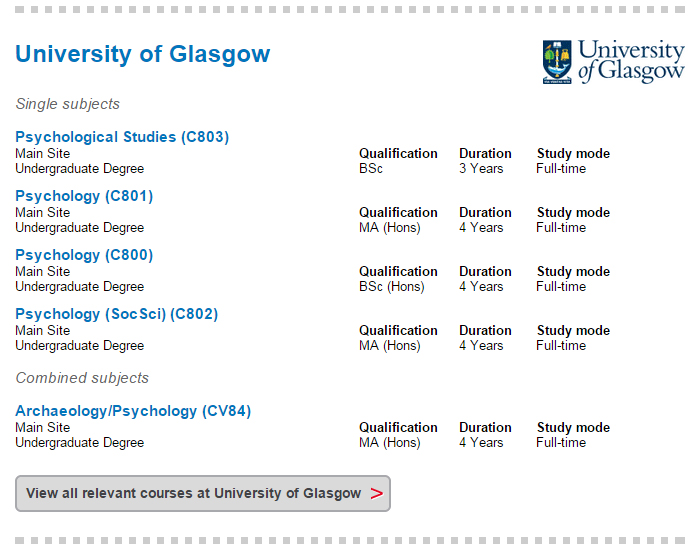 University of Glasgow
University
of Glasgow
Single subjects
Psychological Studies (C803)
Main Site Qualification Duration Study mode
Undergraduate Degree BSc 3 Years Full-time
Psychology (C801)
Main Site Qualification Duration Study mode
Undergraduate Degree MA (Hons) 4 Years Full-time
Psychology (C800)
Main Site Qualification Duration Study mode
Undergraduate Degree BSc (Hons) 4 Years Full-time
Psychology (SocSci) (C802)
Main Site Qualification Duration Study mode
Undergraduate Degree MA (Hons) 4 Years Full-time
Combined subjects
Archaeology/Psychology (CV84)
Main Site Qualification Duration Study mode
Undergraduate Degree MA (Hons) 4 Years Full-time
View all relevant courses at University of Glasgow >